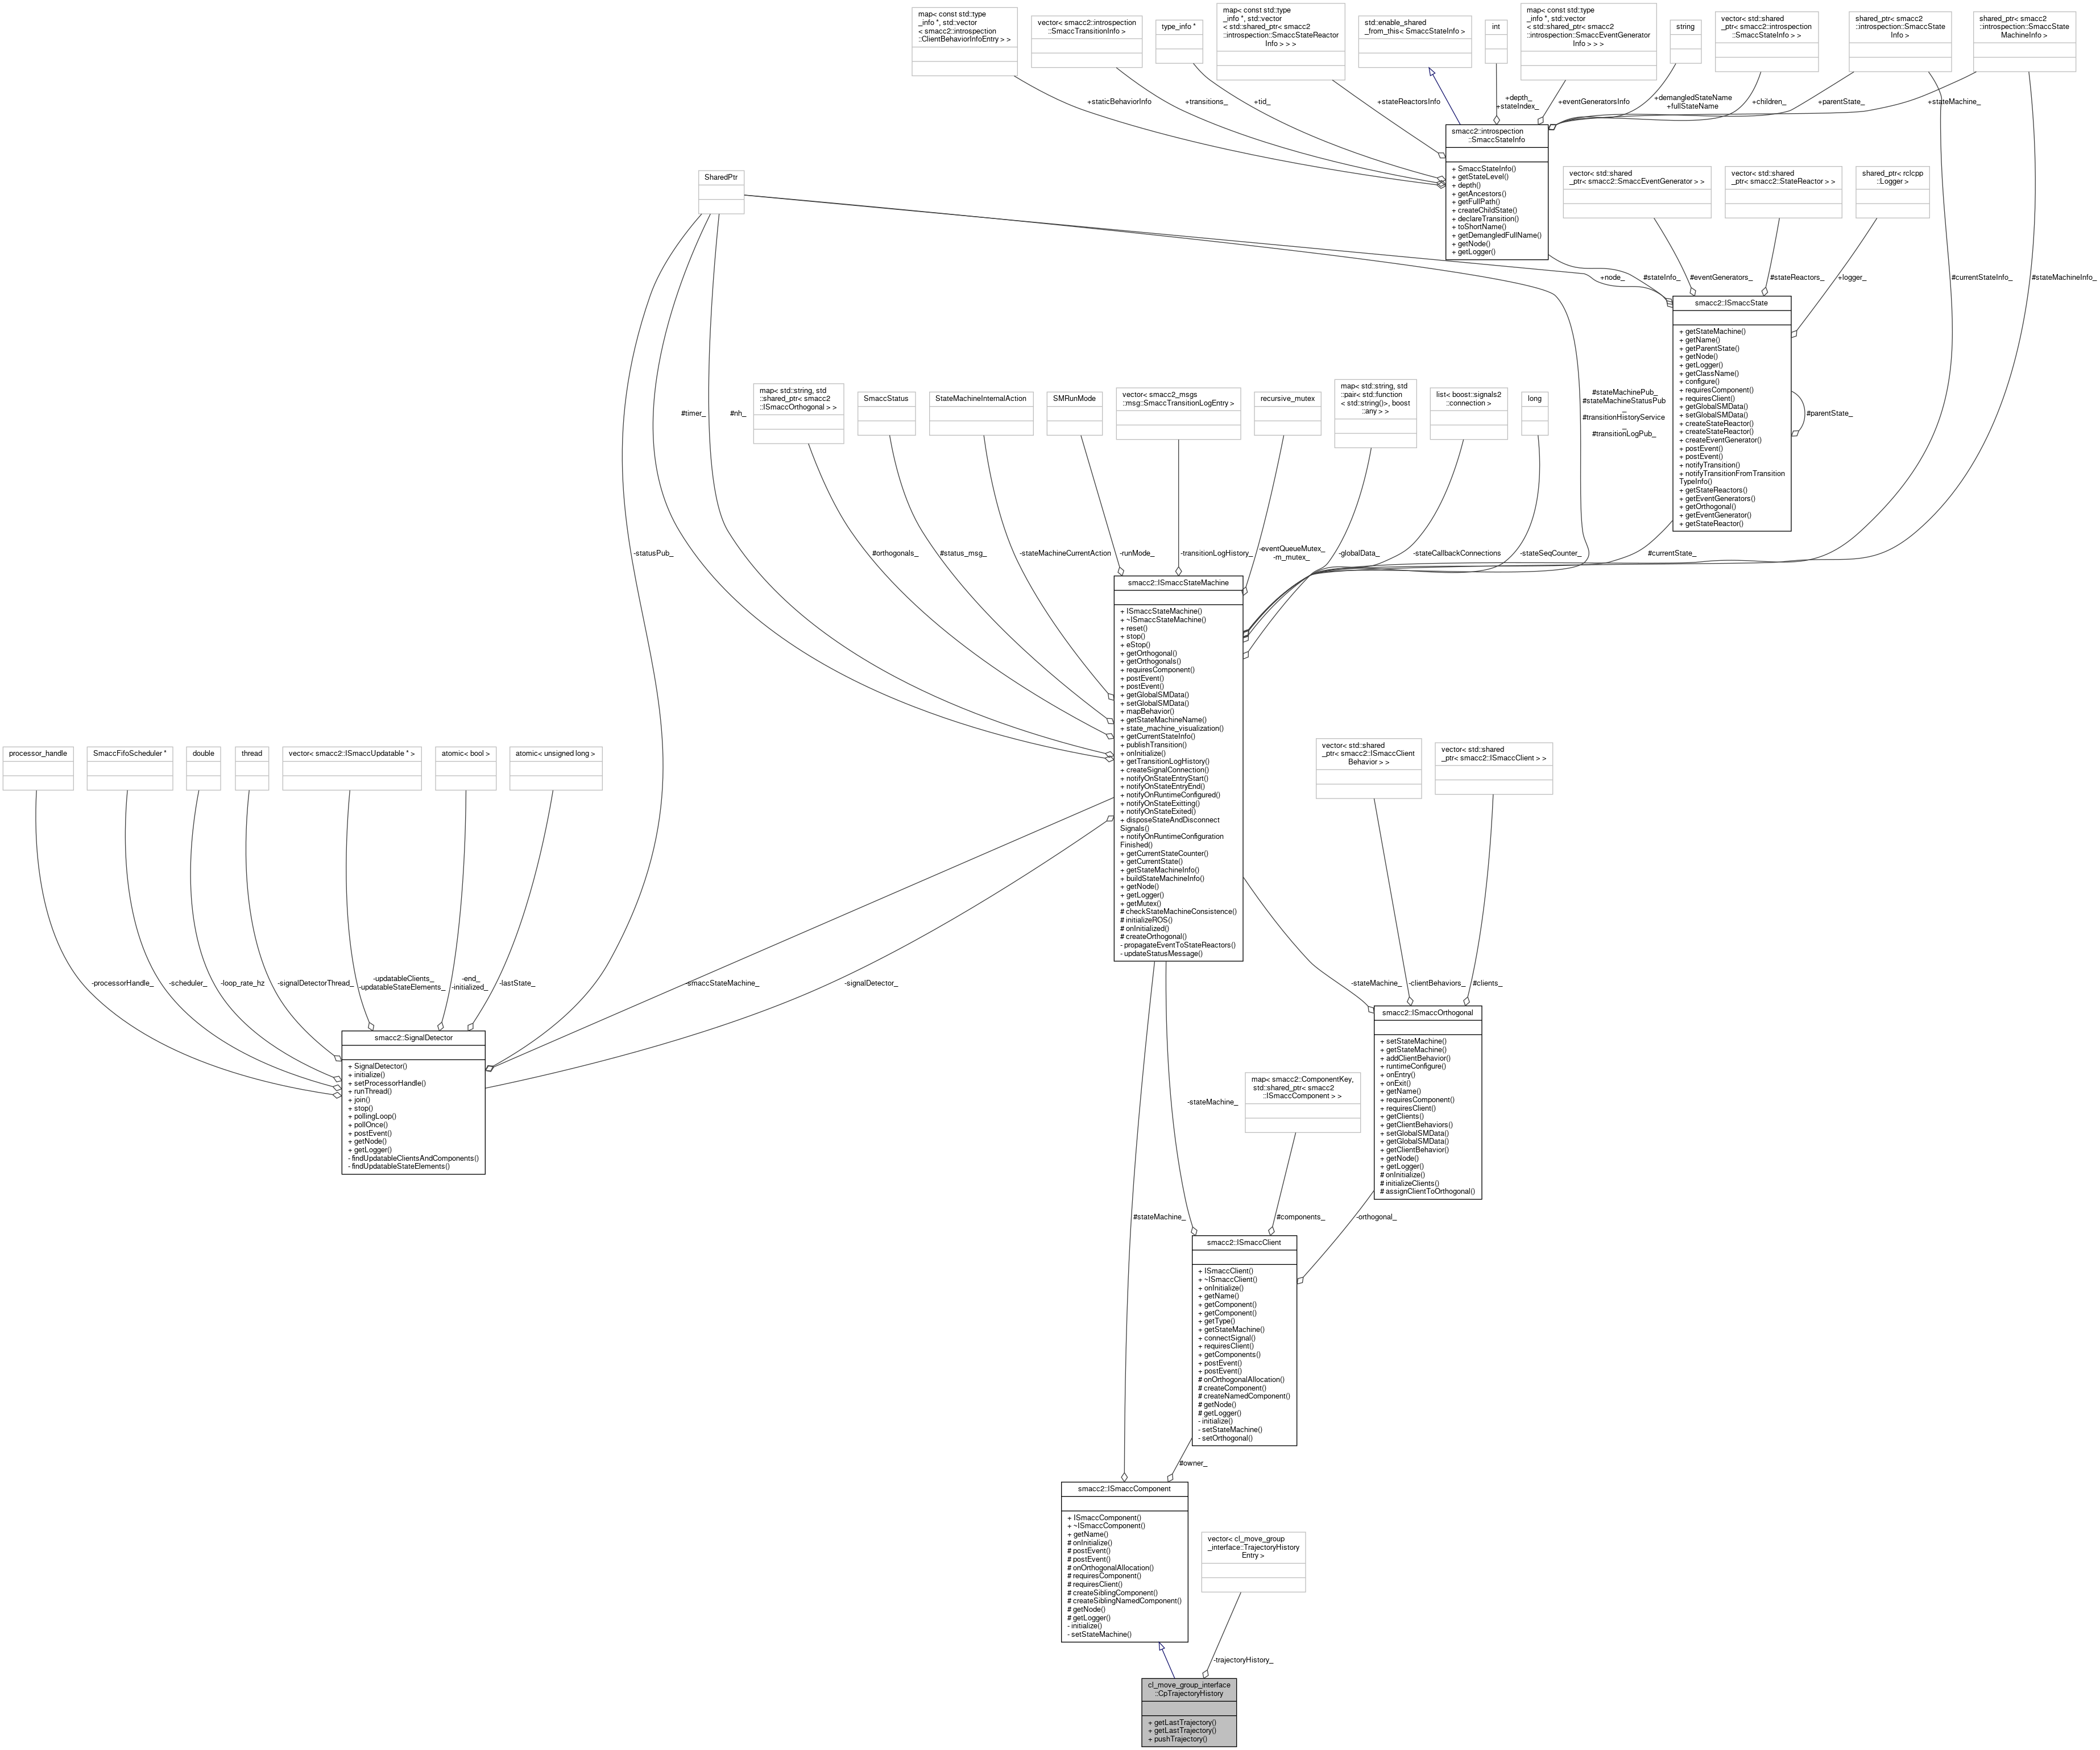 map< const std::type
_info *, std::vector
< smacc2::introspection
::ClientBehaviorInfoEntry > >
vector< smacc2::introspection
::SmaccTransitionInfo >
type_info *
map< const std::type
_info *, std::vector
< std::shared_ptr< smacc2
::introspection::SmaccStateReactor
Info > > >
std::enable_shared
_from_this< SmaccStateInfo >
int
map< const std::type
_info *, std::vector
< std::shared_ptr< smacc2
::introspection::SmaccEventGenerator
Info > > >
string
vector< std::shared
_ptr< smacc2::introspection
::SmaccStateInfo > >
shared_ptr< smacc2
::introspection::SmaccState
Info >
shared_ptr< smacc2
::introspection::SmaccState
MachineInfo >
+staticBehaviorInfo
+transitions_
+tid_
+stateReactorsInfo
+depth_
+stateIndex_
+eventGeneratorsInfo
+demangledStateName
+fullStateName
+children_
+parentState_
+stateMachine_
smacc2::introspection
::SmaccStateInfo
+ SmaccStateInfo()
+ getStateLevel()
+ depth()
+ getAncestors()
+ getFullPath()
+ createChildState()
+ declareTransition()
+ toShortName()
+ getDemangledFullName()
+ getNode()
+ getLogger()
SharedPtr
vector< std::shared
_ptr< smacc2::SmaccEventGenerator > >
vector< std::shared
_ptr< smacc2::StateReactor > >
shared_ptr< rclcpp
::Logger >
+node_
#stateInfo_
#eventGenerators_
#stateReactors_
+logger_
#currentStateInfo_
#stateMachineInfo_
smacc2::ISmaccState
+ getStateMachine()
+ getName()
+ getParentState()
+ getNode()
+ getLogger()
+ getClassName()
+ configure()
+ requiresComponent()
+ requiresClient()
+ getGlobalSMData()
+ setGlobalSMData()
+ createStateReactor()
+ createStateReactor()
+ createEventGenerator()
+ postEvent()
+ postEvent()
+ notifyTransition()
+ notifyTransitionFromTransition
TypeInfo()
+ getStateReactors()
+ getEventGenerators()
+ getOrthogonal()
+ getEventGenerator()
+ getStateReactor()
#parentState_
#timer_
#nh_
map< std::string, std
::shared_ptr< smacc2
::ISmaccOrthogonal > >
SmaccStatus
StateMachineInternalAction
SMRunMode
vector< smacc2_msgs
::msg::SmaccTransitionLogEntry >
recursive_mutex
map< std::string, std
::pair< std::function
< std::string()>, boost
::any > >
list< boost::signals2
::connection >
long
#stateMachinePub_
#stateMachineStatusPub
_
#transitionHistoryService
_
#transitionLogPub_
-statusPub_
#orthogonals_
#status_msg_
-stateMachineCurrentAction
-runMode_
-transitionLogHistory_
-eventQueueMutex_
-m_mutex_
-globalData_
-stateCallbackConnections
-stateSeqCounter_
#currentState_
smacc2::ISmaccStateMachine
+ ISmaccStateMachine()
+ ~ISmaccStateMachine()
+ reset()
+ stop()
+ eStop()
+ getOrthogonal()
+ getOrthogonals()
+ requiresComponent()
+ postEvent()
+ postEvent()
+ getGlobalSMData()
+ setGlobalSMData()
+ mapBehavior()
+ getStateMachineName()
+ state_machine_visualization()
+ getCurrentStateInfo()
+ publishTransition()
+ onInitialize()
+ getTransitionLogHistory()
+ createSignalConnection()
+ notifyOnStateEntryStart()
+ notifyOnStateEntryEnd()
+ notifyOnRuntimeConfigured()
+ notifyOnStateExitting()
+ notifyOnStateExited()
+ disposeStateAndDisconnect
Signals()
+ notifyOnRuntimeConfiguration
Finished()
+ getCurrentStateCounter()
+ getCurrentState()
+ getStateMachineInfo()
+ buildStateMachineInfo()
+ getNode()
+ getLogger()
+ getMutex()
# checkStateMachineConsistence()
# initializeROS()
# onInitialized()
# createOrthogonal()
- propagateEventToStateReactors()
- updateStatusMessage()
processor_handle
SmaccFifoScheduler *
double
thread
vector< smacc2::ISmaccUpdatable * >
atomic< bool >
atomic< unsigned long >
vector< std::shared
_ptr< smacc2::ISmaccClient
Behavior > >
vector< std::shared
_ptr< smacc2::ISmaccClient > >
-processorHandle_
-scheduler_
-loop_rate_hz
-signalDetectorThread_
-updatableClients_
-updatableStateElements_
-end_
-initialized_
-lastState_
-smaccStateMachine_
-signalDetector_
-stateMachine_
-clientBehaviors_
#clients_
smacc2::SignalDetector
+ SignalDetector()
+ initialize()
+ setProcessorHandle()
+ runThread()
+ join()
+ stop()
+ pollingLoop()
+ pollOnce()
+ postEvent()
+ getNode()
+ getLogger()
- findUpdatableClientsAndComponents()
- findUpdatableStateElements()
smacc2::ISmaccOrthogonal
+ setStateMachine()
+ getStateMachine()
+ addClientBehavior()
+ runtimeConfigure()
+ onEntry()
+ onExit()
+ getName()
+ requiresComponent()
+ requiresClient()
+ getClients()
+ getClientBehaviors()
+ setGlobalSMData()
+ getGlobalSMData()
+ getClientBehavior()
+ getNode()
+ getLogger()
# onInitialize()
# initializeClients()
# assignClientToOrthogonal()
map< smacc2::ComponentKey,
std::shared_ptr< smacc2
::ISmaccComponent > >
-stateMachine_
#stateMachine_
#components_
-orthogonal_
smacc2::ISmaccClient
+ ISmaccClient()
+ ~ISmaccClient()
+ onInitialize()
+ getName()
+ getComponent()
+ getComponent()
+ getType()
+ getStateMachine()
+ connectSignal()
+ requiresClient()
+ getComponents()
+ postEvent()
+ postEvent()
# onOrthogonalAllocation()
# createComponent()
# createNamedComponent()
# getNode()
# getLogger()
- initialize()
- setStateMachine()
- setOrthogonal()
#owner_
smacc2::ISmaccComponent
+ ISmaccComponent()
+ ~ISmaccComponent()
+ getName()
# onInitialize()
# postEvent()
# postEvent()
# onOrthogonalAllocation()
# requiresComponent()
# requiresClient()
# createSiblingComponent()
# createSiblingNamedComponent()
# getNode()
# getLogger()
- initialize()
- setStateMachine()
vector< cl_move_group
_interface::TrajectoryHistory
Entry >
-trajectoryHistory_
cl_move_group_interface
::CpTrajectoryHistory
+ getLastTrajectory()
+ getLastTrajectory()
+ pushTrajectory()